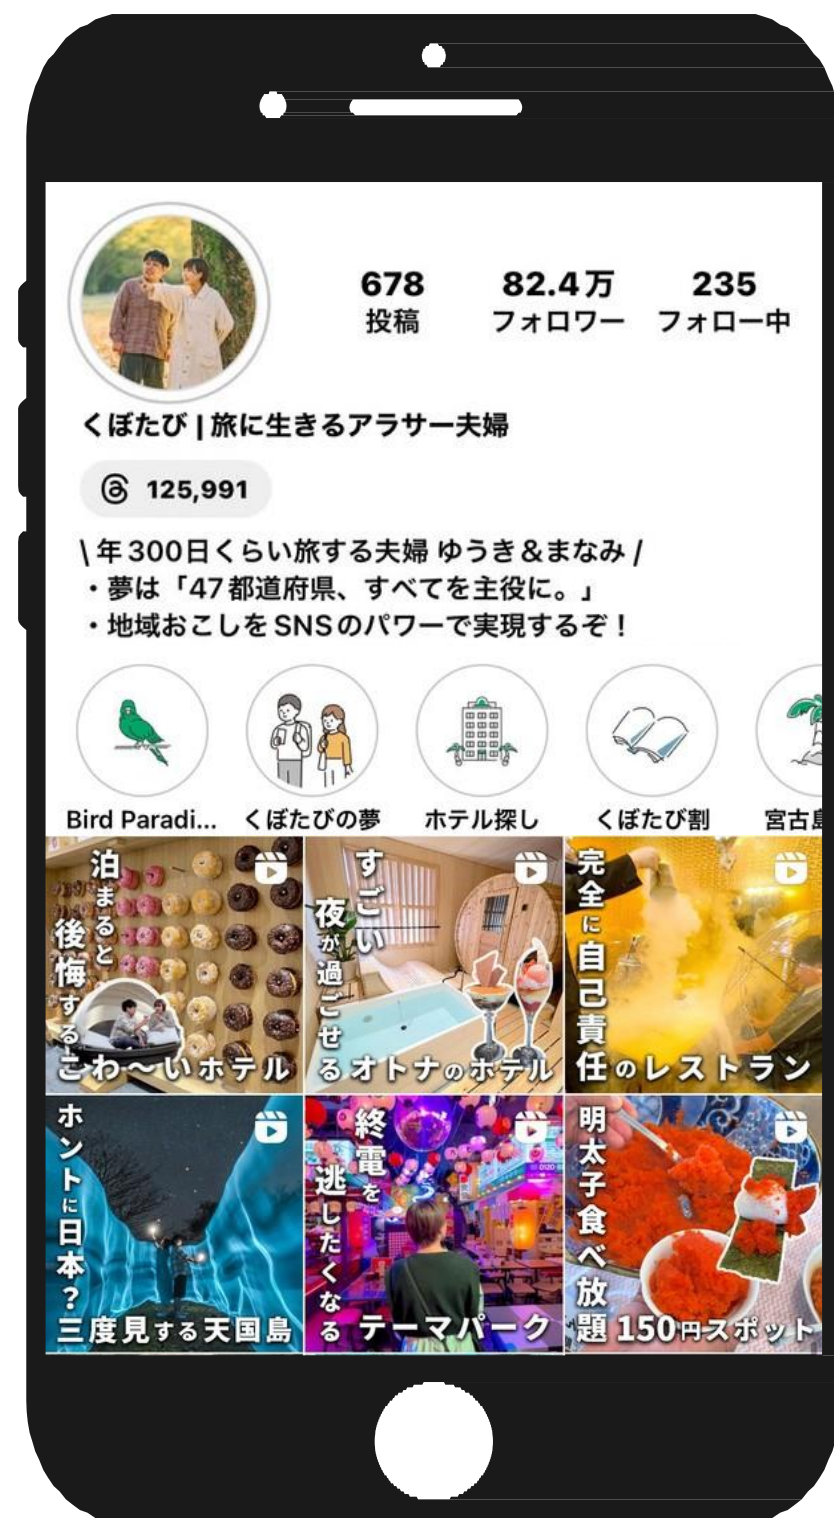 678
投稿
82.4万
フォロワー
235
フォロー中
くぼたび | 旅に生きるアラサー夫婦
125,991
\ 年300日くらい旅する夫婦 ゆうき＆まなみ /
・夢は「47都道府県、すべてを主役に。」
・地域おこしをSNSのパワーで実現するぞ！
Bird Paradi...
くぼたびの夢
ホテル探し
くぼたび割
宮古島
泊まると
後悔する
こわ〜いホテル
すごい
夜が過ごせる
オトナのホテル
完全に自己責任
のレストラン
ホントに日本？
三度見する天国島
終電を
逃したくなる
テーマパーク
明太子食べ放題
150円スポット